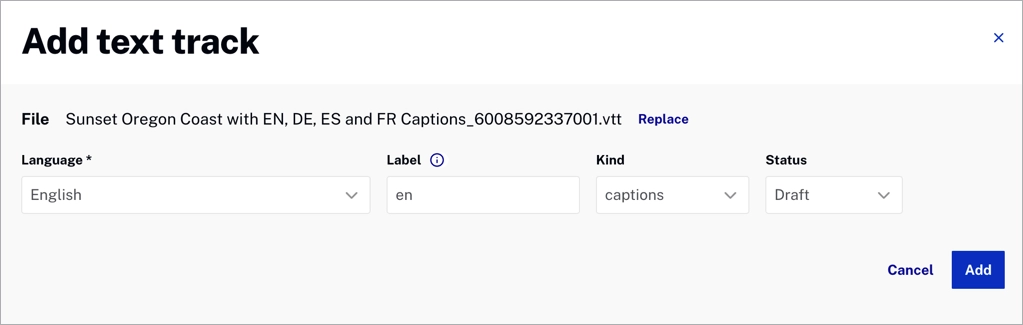 Add text track
File Sunset Oregon Coast with EN, DE, ES and FR Captions_6008592337001.vtt Replace
Language * Label Kind Status
English en captions Draft
Cancel Add